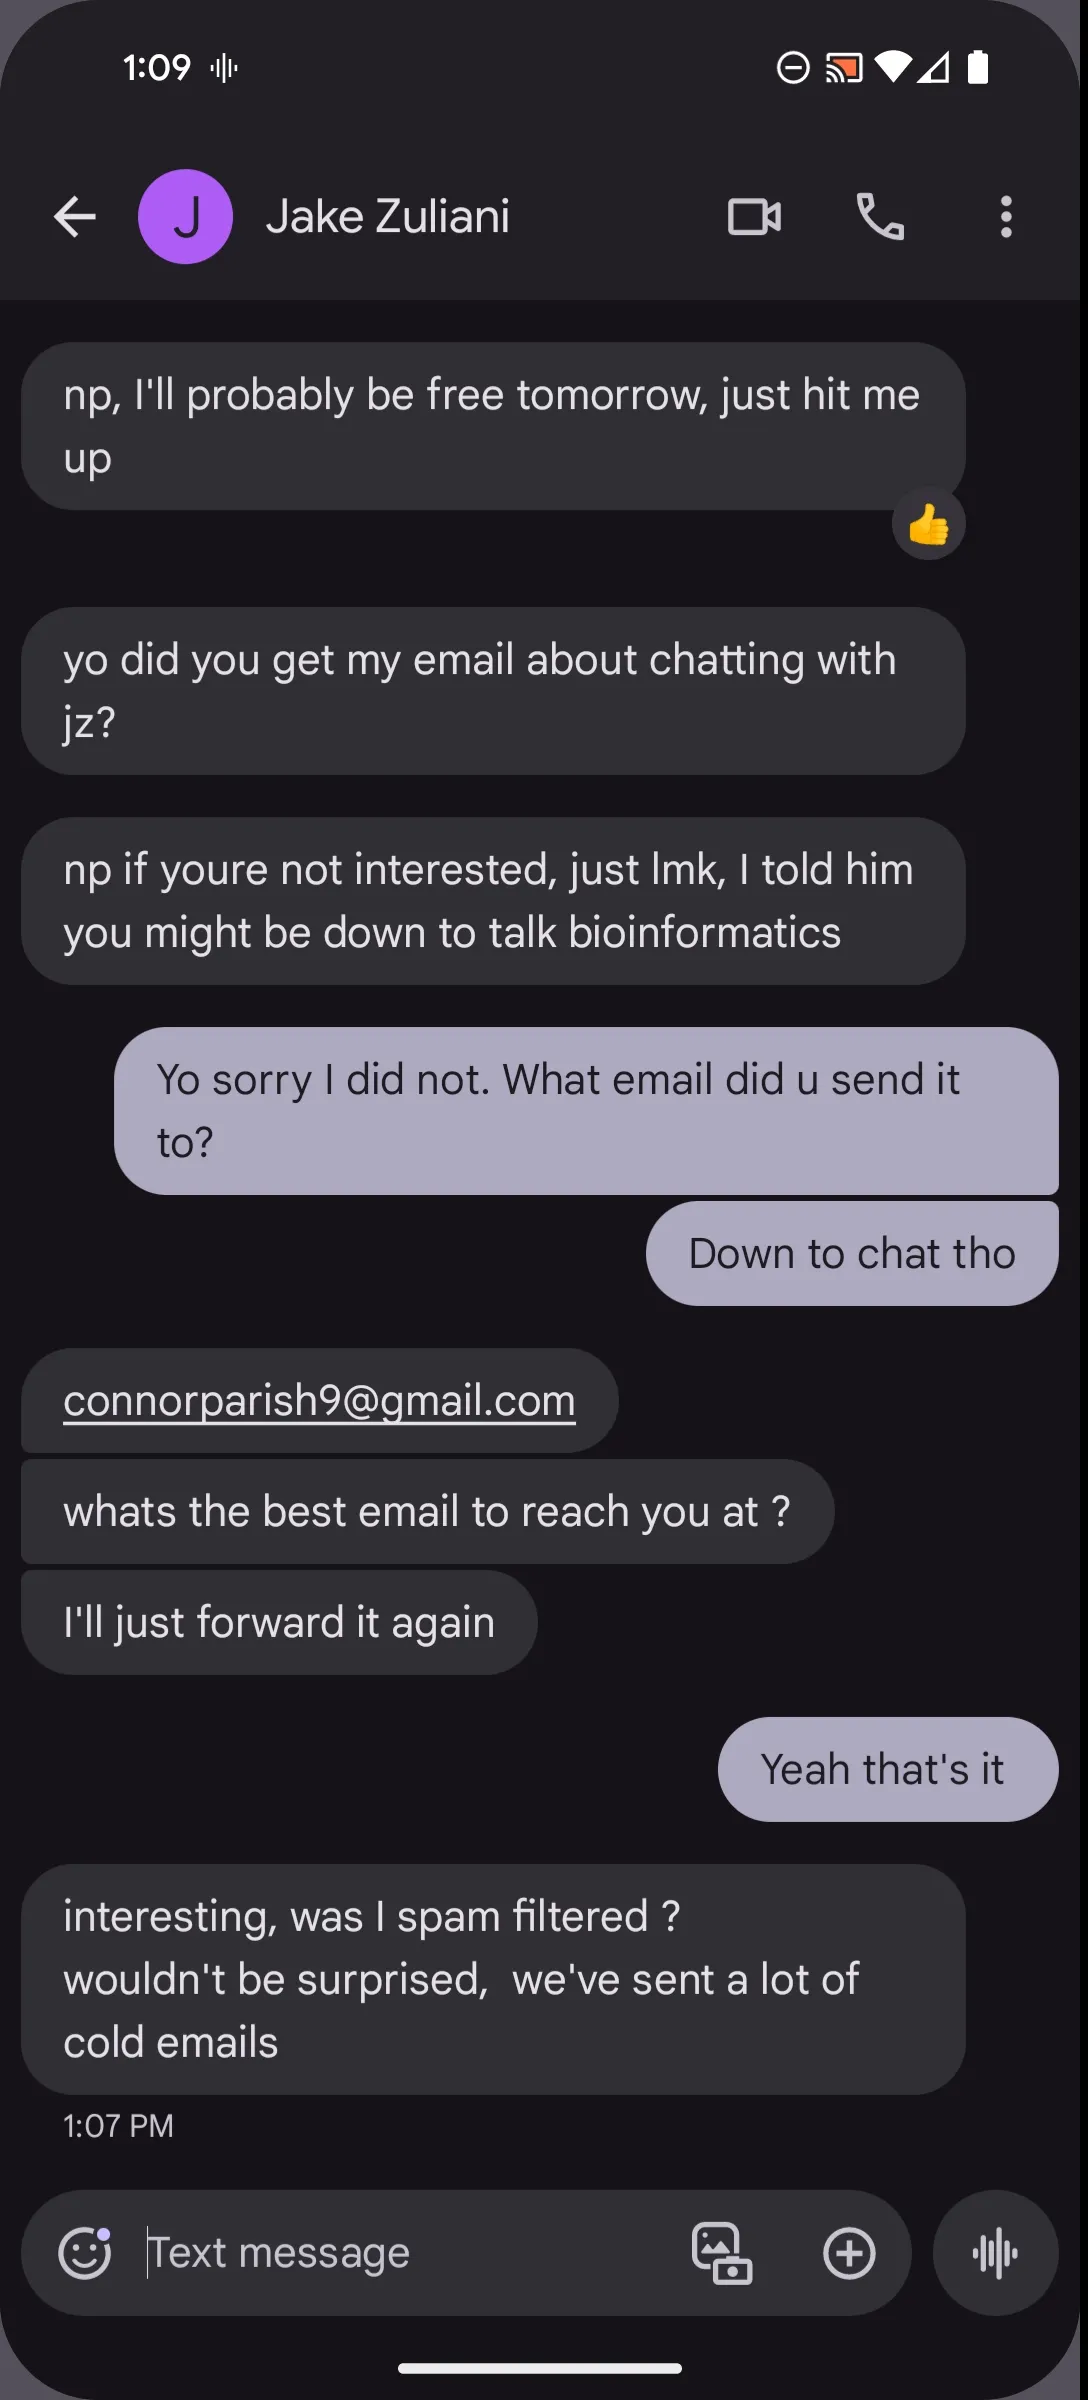 1:09
J
Jake Zuliani
np, I'll probably be free tomorrow, just hit me
up
yo did you get my email about chatting with
jz?
np if youre not interested, just lmk, I told him
you might be down to talk bioinformatics
Yo sorry I did not. What email did u send it
to?
Down to chat tho
connorparish9@gmail.com
whats the best email to reach you at ?
I'll just forward it again
Yeah that's it
interesting, was I spam filtered ?
wouldn't be surprised,  we've sent a lot of
cold emails
1:07 PM
Text message